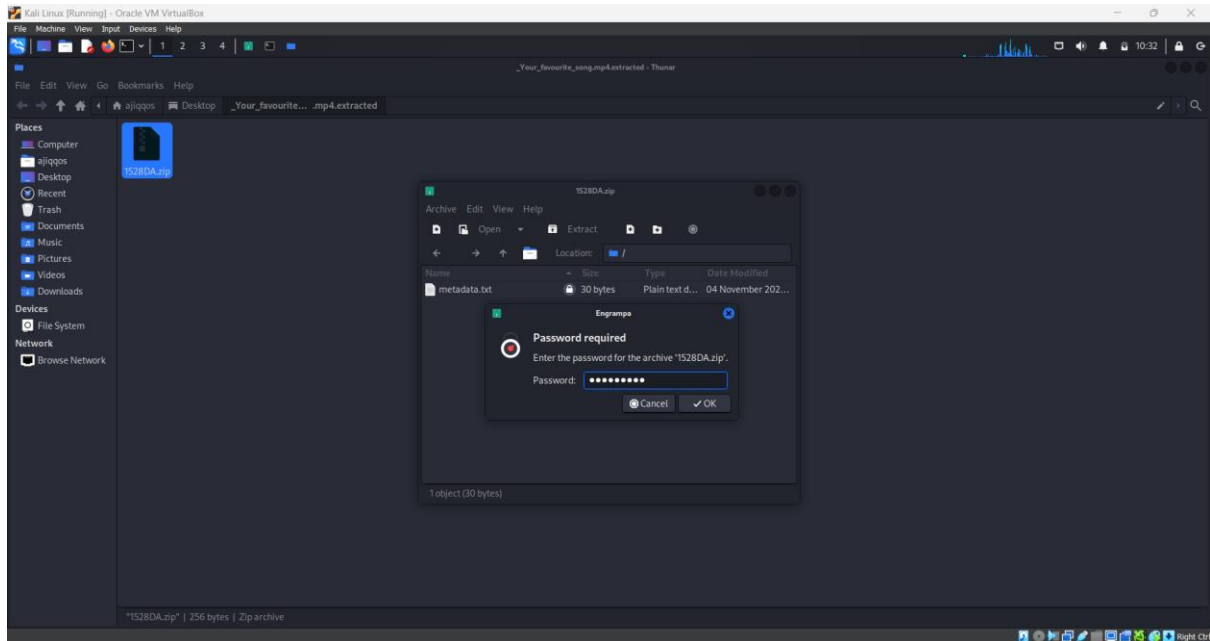 Kali Linux [Running] - Oracle VM VirtualBox
File Machine View Input Devices Help
1 2 3 4
10:32
_Your_favourite_song.mp4.extracted - Thunar
File Edit View Go Bookmarks Help
ajiqqos Desktop _Your_favourite... .mp4.extracted
Places
Computer
ajiqqos
Desktop
Recent
Trash
Documents
Music
Pictures
Videos
Downloads
Devices
File System
Network
Browse Network
1528DA.zip
1528DA.zip
Archive Edit View Help
Open Extract
Location: /
Name Size Type Date Modified
metadata.txt 30 bytes Plain text d... 04 November 202...
Engrampa
Password required
Enter the password for the archive '1528DA.zip'.
Password: •••••••••
Cancel OK
1 object (30 bytes)
"1528DA.zip" | 256 bytes | Zip archive
Right Ctrl